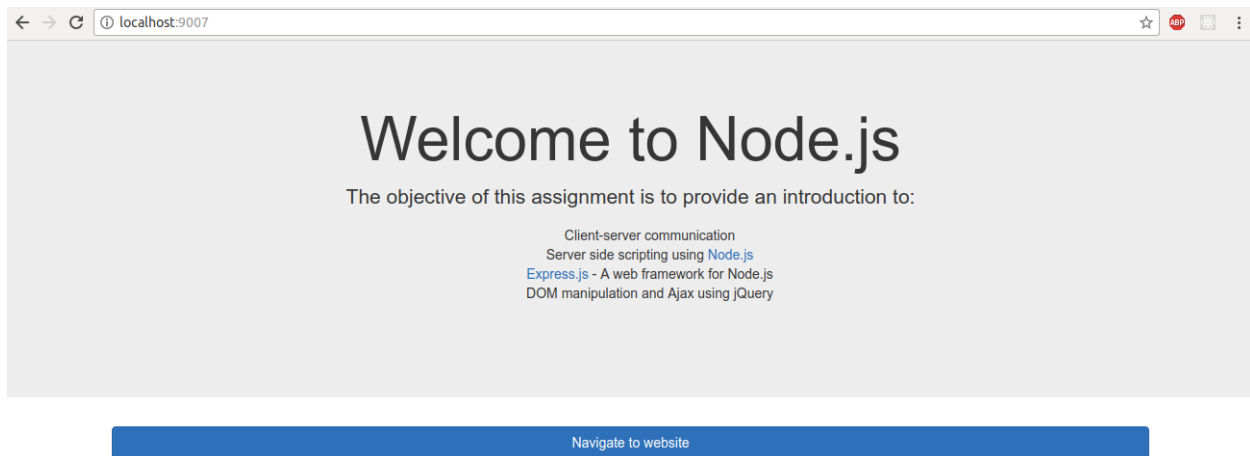 localhost:9007
ABP
Welcome to Node.js
The objective of this assignment is to provide an introduction to:
Client-server communication
Server side scripting using Node.js
Express.js - A web framework for Node.js
DOM manipulation and Ajax using jQuery
Navigate to website